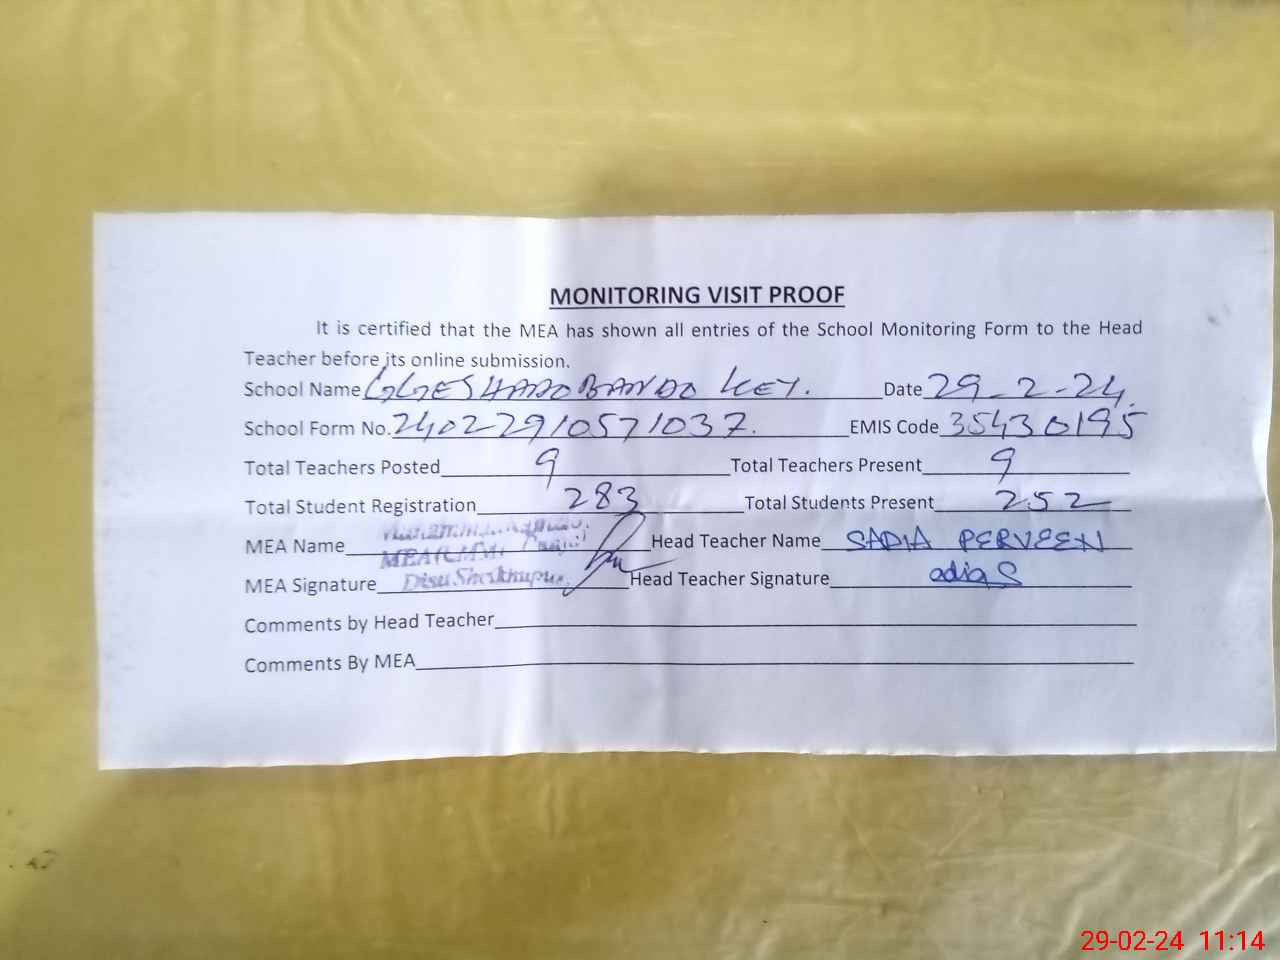 MONITORING VISIT PROOF
It is certified that the MEA has shown all entries of the School Monitoring Form to the Head
Teacher before its online submission.
School Name GGES HARDO BANDO KEY. Date 29-2-24.
School Form No. 24022910571037. EMIS Code 35430195
Total Teachers Posted 9 Total Teachers Present 9
Total Student Registration 283 Total Students Present 252
MEA Name Head Teacher Name SADIA PERVEEN
MEA Signature Head Teacher Signature adiaS
Comments by Head Teacher
Comments By MEA
29-02-24 11:14